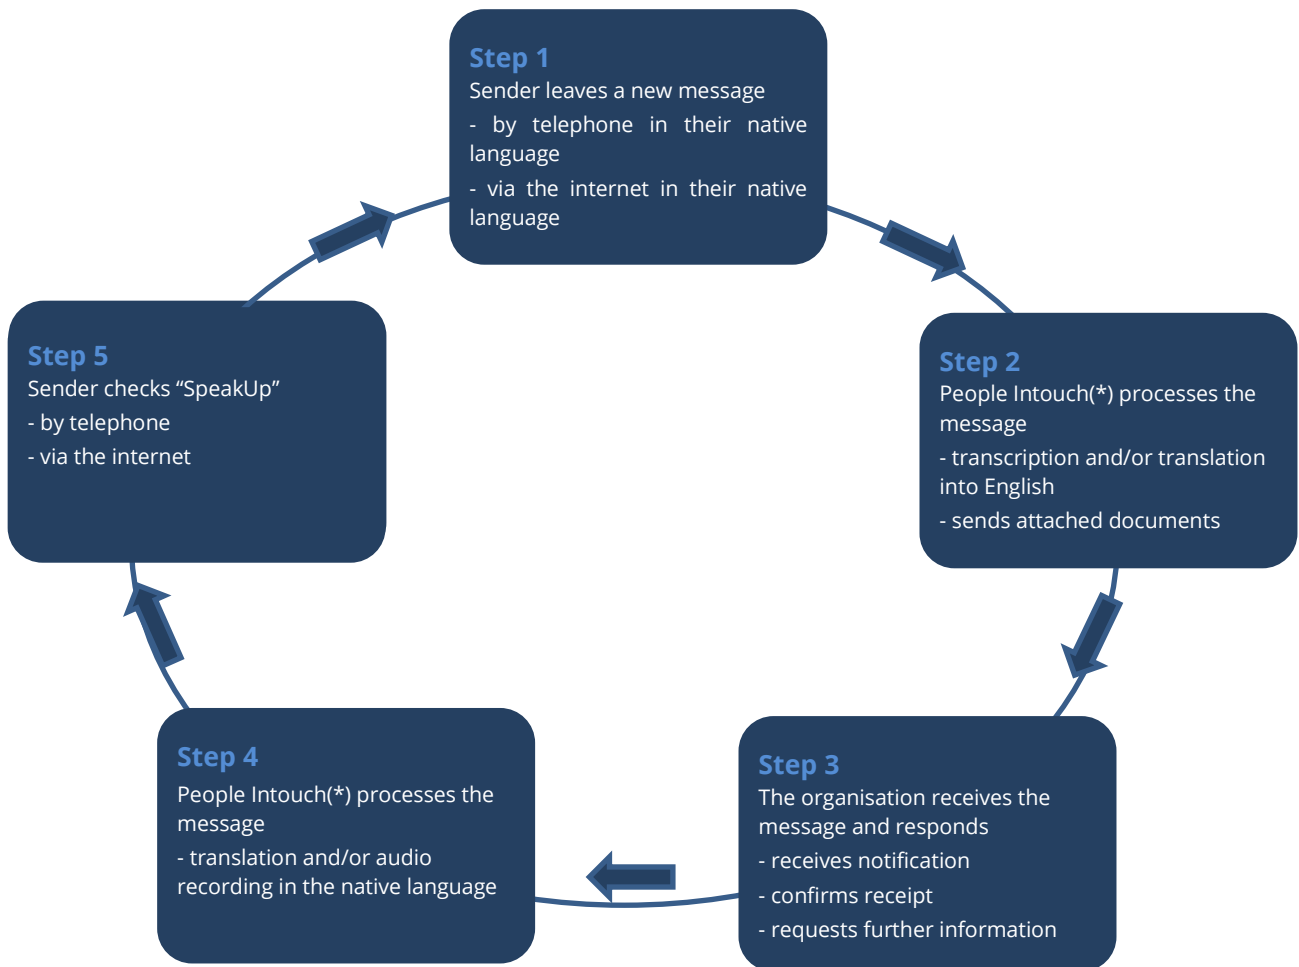 Step 1
Sender leaves a new message
- by telephone in their native
language
- via the internet in their native
language
Step 2
People Intouch(*) processes the
message
- transcription and/or translation
into English
- sends attached documents
Step 3
The organisation receives the
message and responds
- receives notification
- confirms receipt
- requests further information
Step 4
People Intouch(*) processes the
message
- translation and/or audio
recording in the native language
Step 5
Sender checks “SpeakUp”
- by telephone
- via the internet